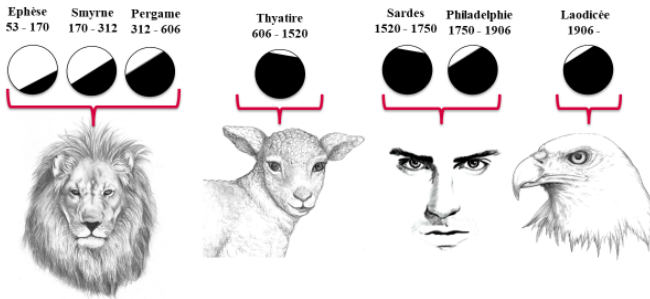 Ephèse
53 - 170
Smyrne
170 - 312
Pergame
312 - 606
Thyatire
606 - 1520
Sardes
1520 - 1750
Philadelphie
1750 - 1906
Laodicée
1906 -